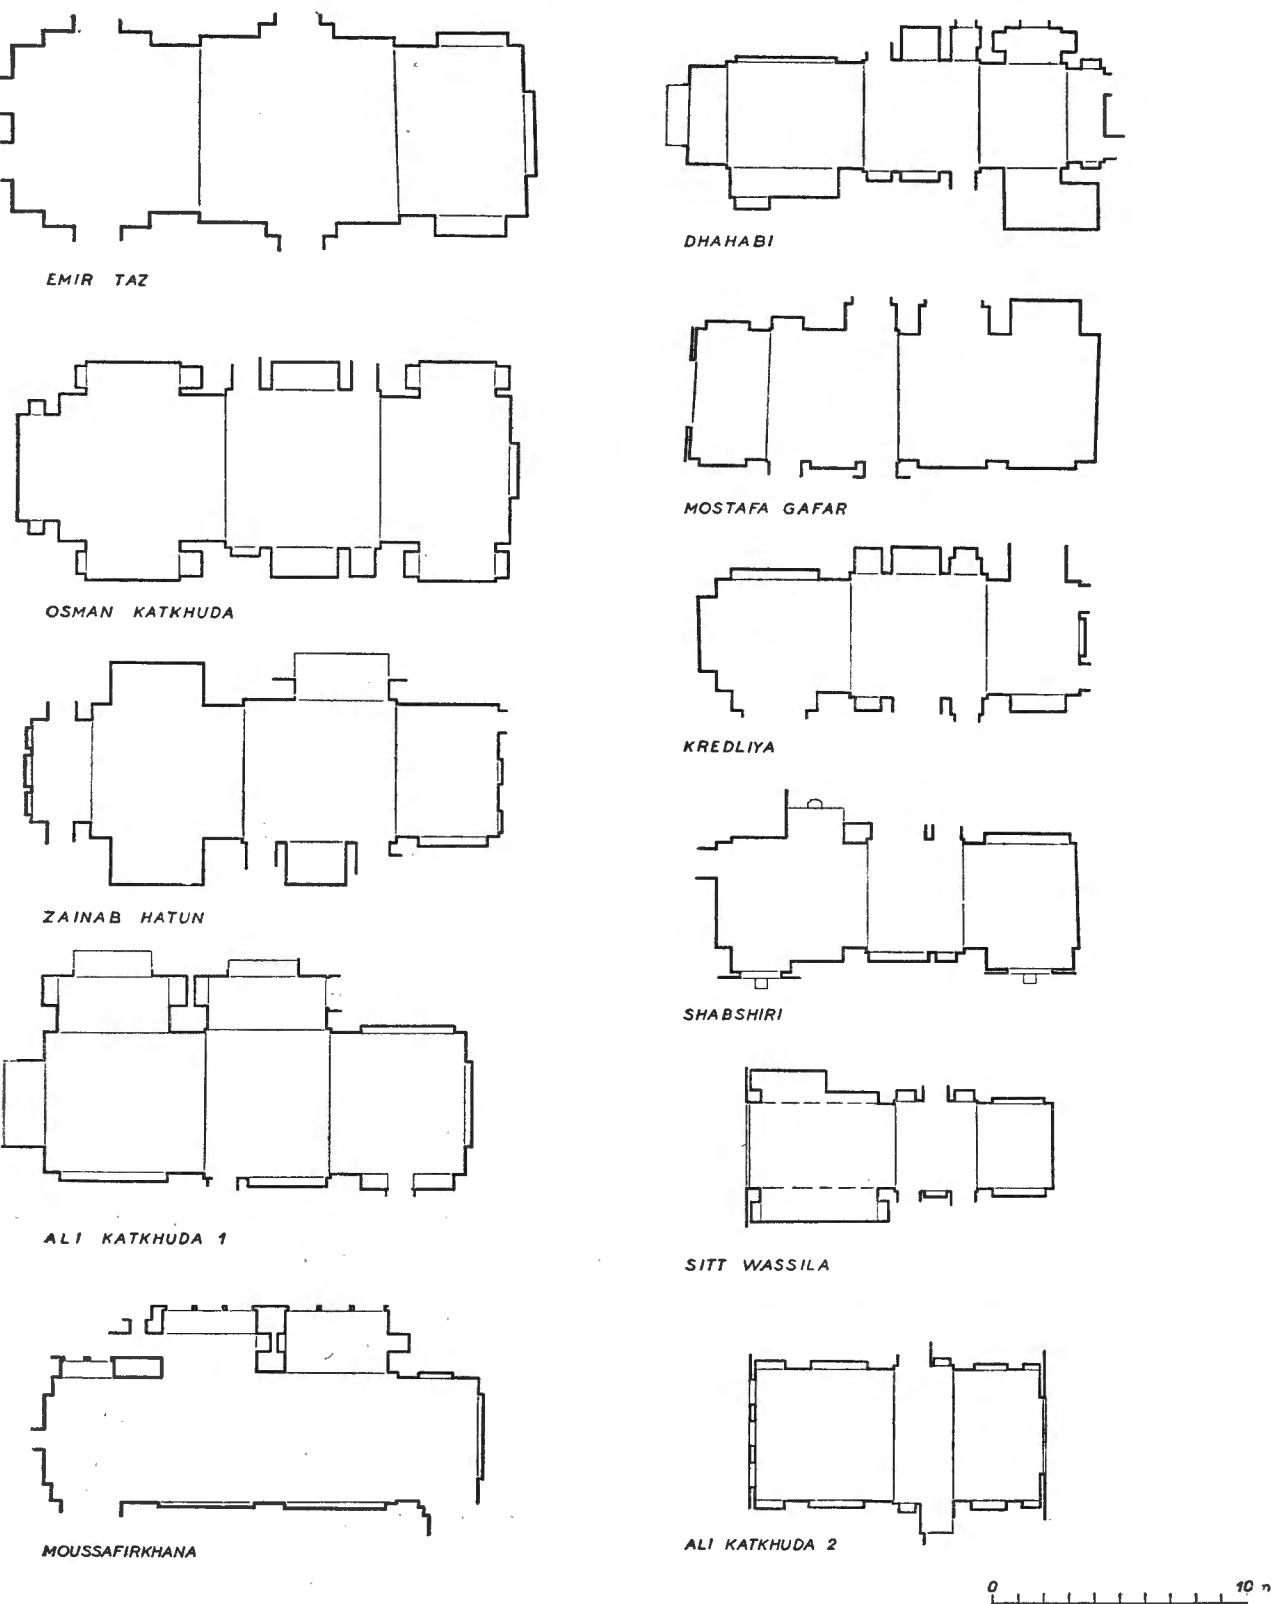 EMIR TAZ
OSMAN KATKHUDA
ZAINAB HATUN
ALI KATKHUDA 1
MOUSSAFIRKHANA
DHAHABI
MOSTAFA GAFAR
KREDLIYA
SHABSHIRI
SITT WASSILA
ALI KATKHUDA 2
0 10